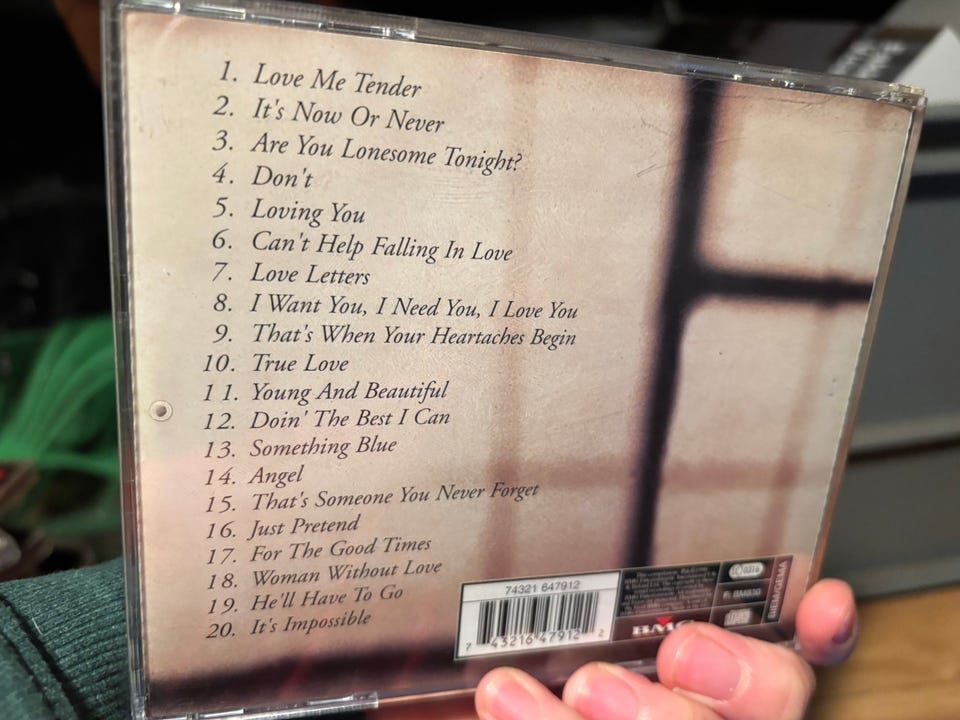 1. Love Me Tender
2. It's Now Or Never
3. Are You Lonesome Tonight?
4. Don't
5. Loving You
6. Can't Help Falling In Love
7. Love Letters
8. I Want You, I Need You, I Love You
9. That's When Your Heartaches Begin
10. True Love
11. Young And Beautiful
12. Doin' The Best I Can
13. Something Blue
14. Angel
15. That's Someone You Never Forget
16. Just Pretend
17. For The Good Times
18. Woman Without Love
19. He'll Have To Go
20. It's Impossible
74321 647912
7 43216 47912 2
BMG
BIEM/GEMA